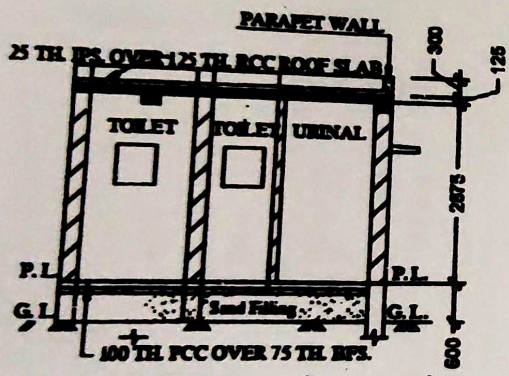 PARAPET WALL
25 TH. IPS. OVER 125 TH. RCC ROOF SLAB
300
125
TOILET TOILET URINAL
2875
P.L. P.L.
G.L. Sand Filling G.L.
600
100 TH. PCC OVER 75 TH. BFS.